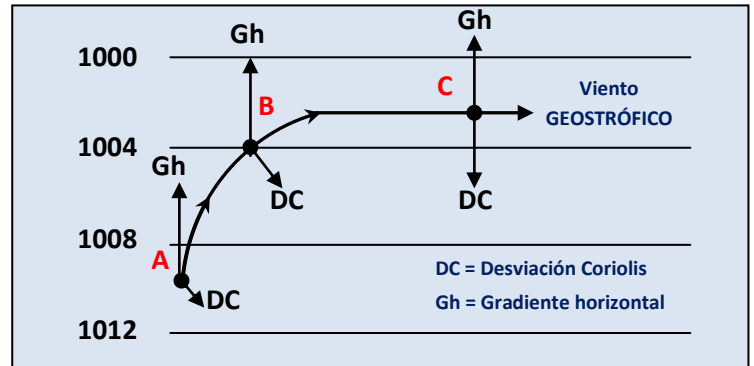 Gh
Gh
1000
C
Viento
B
GEOSTRÓFICO
1004
Gh
DC
DC
1008
A
DC = Desviación Coriolis
DC
Gh = Gradiente horizontal
1012